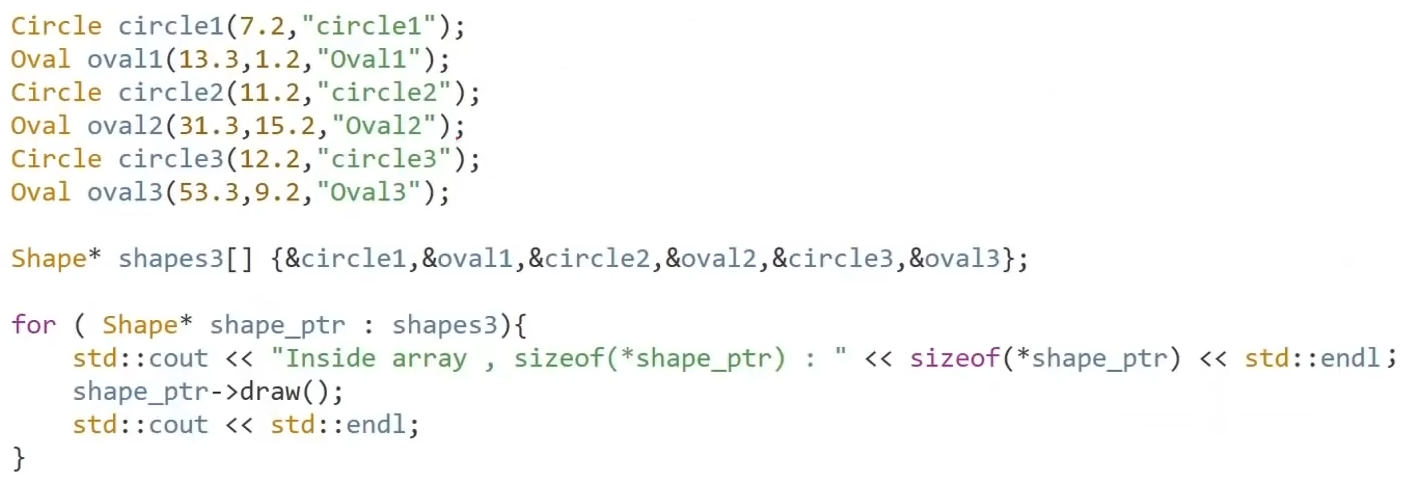 Circle circle1(7.2,"circle1");
Oval oval1(13.3,1.2,"Oval1");
Circle circle2(11.2,"circle2");
Oval oval2(31.3,15.2,"Oval2");
Circle circle3(12.2,"circle3");
Oval oval3(53.3,9.2,"Oval3");
Shape* shapes3[] {&circle1,&oval1,&circle2,&oval2,&circle3,&oval3};
for ( Shape* shape_ptr : shapes3){
    std::cout << "Inside array , sizeof(*shape_ptr) : " << sizeof(*shape_ptr) << std::endl;
    shape_ptr->draw();
    std::cout << std::endl;
}